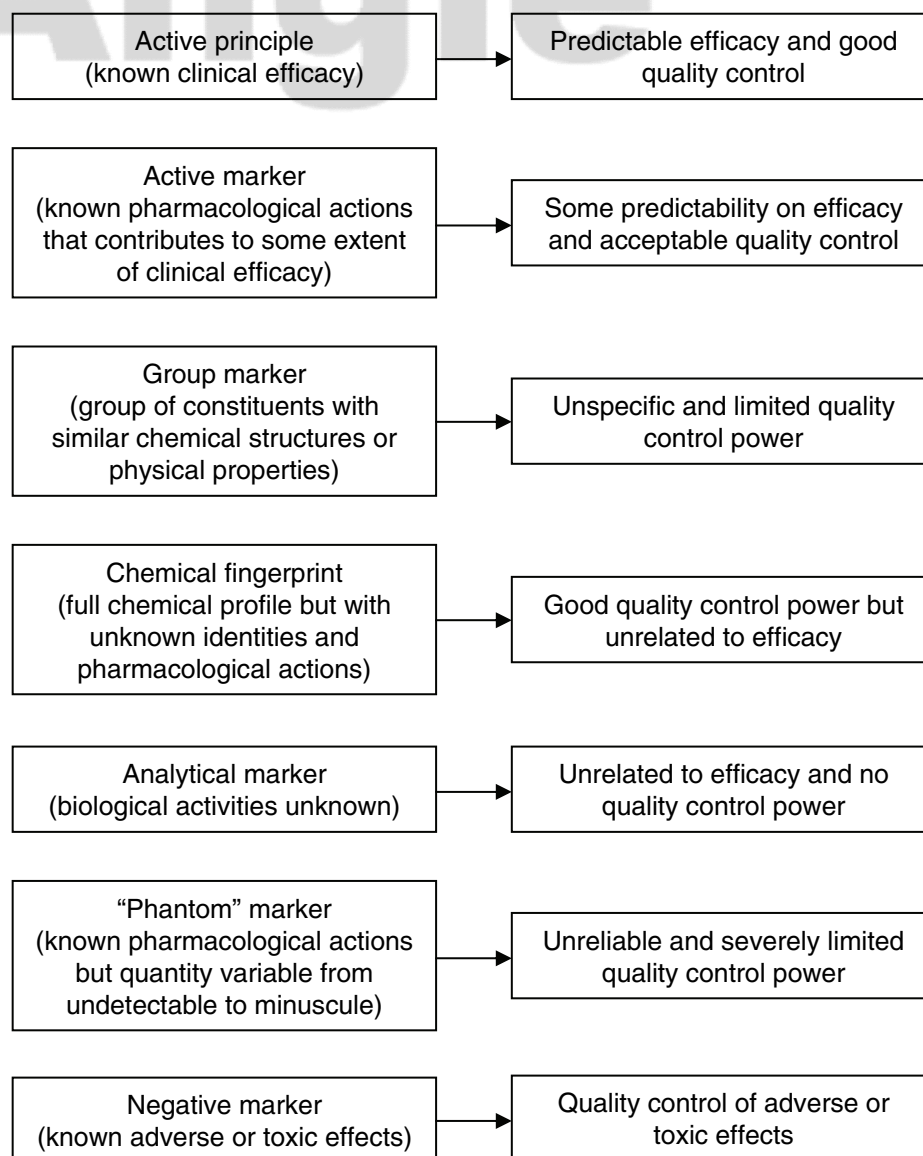 Active principle
(known clinical efficacy)
Predictable efficacy and good
quality control
Active marker
(known pharmacological actions
that contributes to some extent
of clinical efficacy)
Some predictability on efficacy
and acceptable quality control
Group marker
(group of constituents with
similar chemical structures or
physical properties)
Unspecific and limited quality
control power
Chemical fingerprint
(full chemical profile but with
unknown identities and
pharmacological actions)
Good quality control power but
unrelated to efficacy
Analytical marker
(biological activities unknown)
Unrelated to efficacy and no
quality control power
“Phantom” marker
(known pharmacological actions
but quantity variable from
undetectable to minuscule)
Unreliable and severely limited
quality control power
Negative marker
(known adverse or toxic effects)
Quality control of adverse or
toxic effects